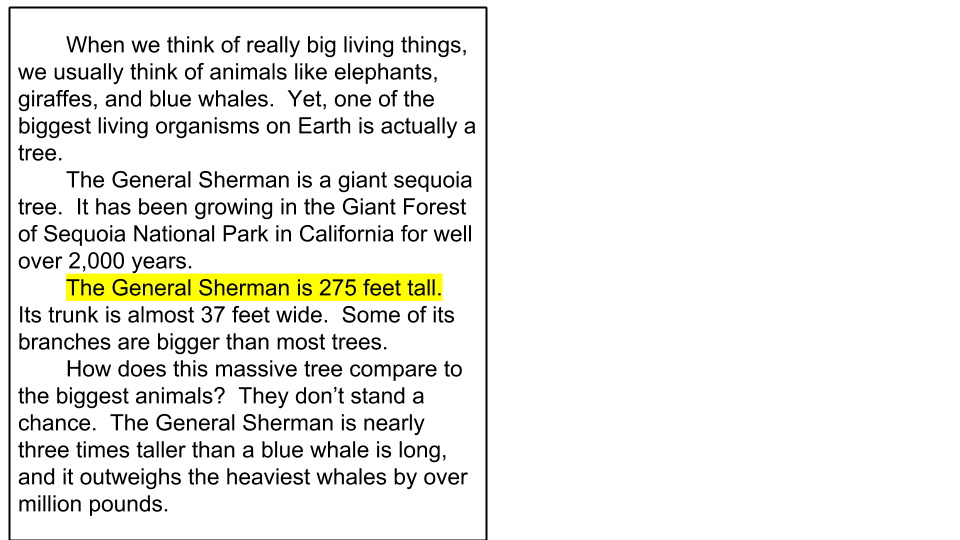 When we think of really big living things,
we usually think of animals like elephants,
giraffes, and blue whales.  Yet, one of the
biggest living organisms on Earth is actually a
tree.
The General Sherman is a giant sequoia
tree.  It has been growing in the Giant Forest
of Sequoia National Park in California for well
over 2,000 years.
The General Sherman is 275 feet tall.
Its trunk is almost 37 feet wide.  Some of its
branches are bigger than most trees.
How does this massive tree compare to
the biggest animals?  They don’t stand a
chance.  The General Sherman is nearly
three times taller than a blue whale is long,
and it outweighs the heaviest whales by over
million pounds.